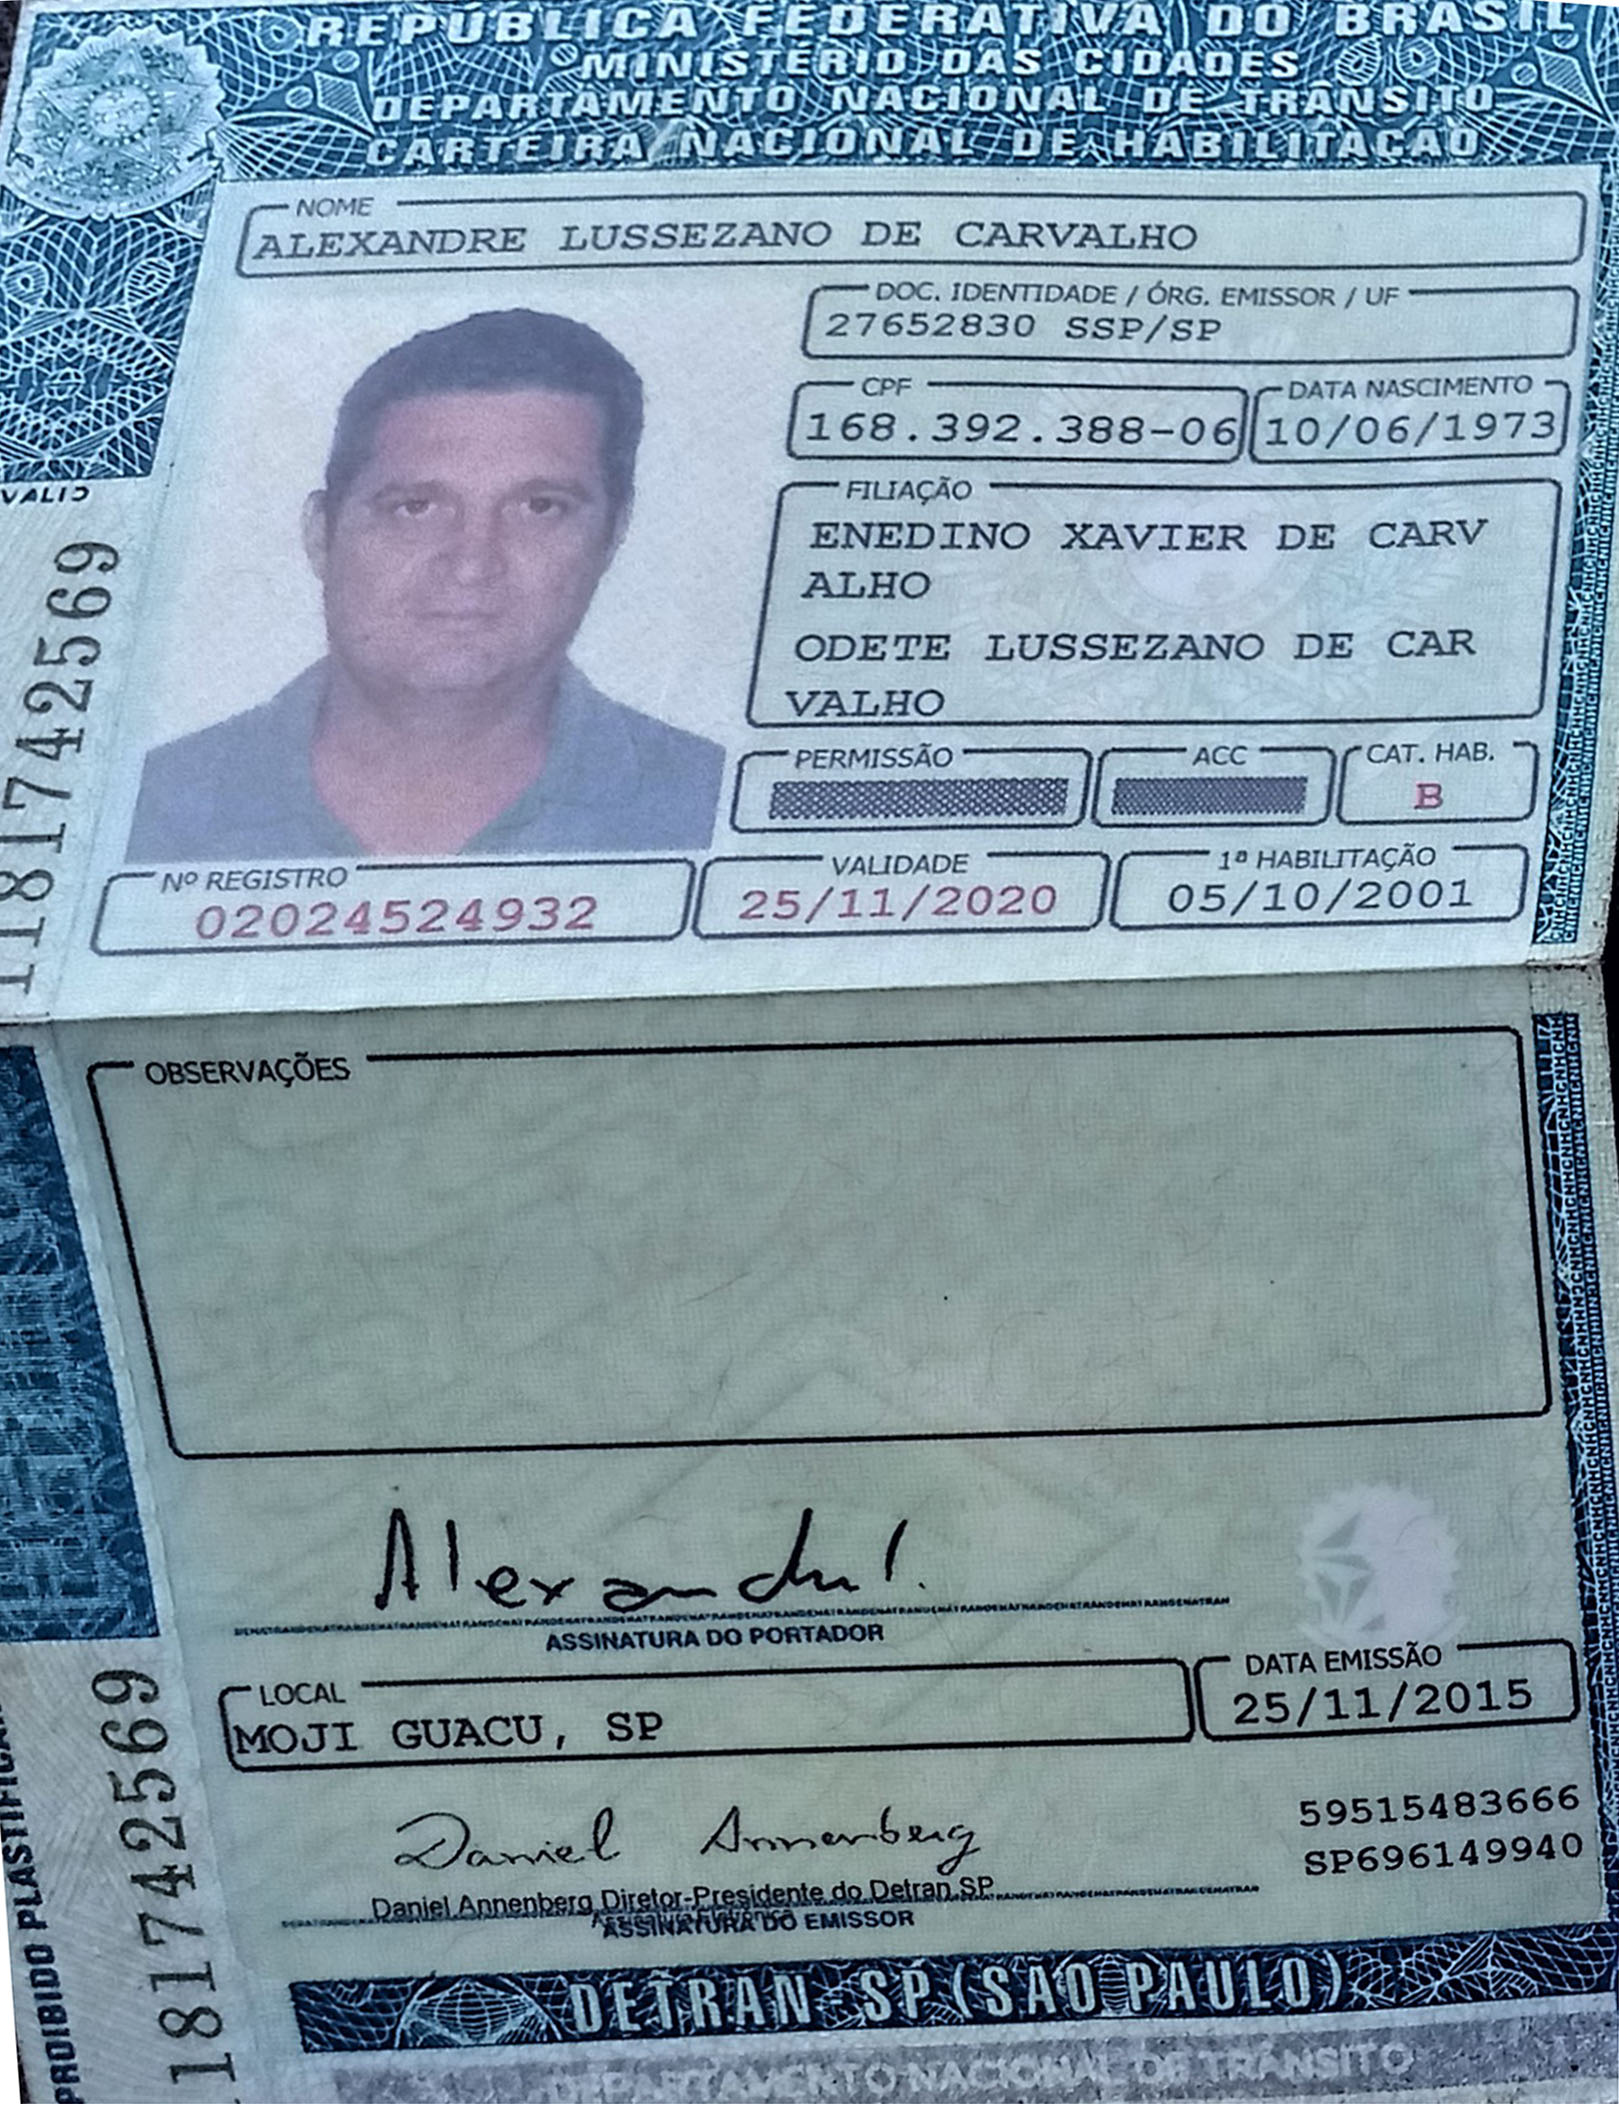 REPÚBLICA FEDERATIVA DO BRASIL
MINISTÉRIO DAS CIDADES
DEPARTAMENTO NACIONAL DE TRÂNSITO
CARTEIRA NACIONAL DE HABILITAÇÃO
NOME
ALEXANDRE LUSSEZANO DE CARVALHO
DOC. IDENTIDADE / ÓRG. EMISSOR / UF
27652830 SSP/SP
CPF
168.392.388-06
DATA NASCIMENTO
10/06/1973
FILIAÇÃO
ENEDINO XAVIER DE CARV
ALHO
ODETE LUSSEZANO DE CAR
VALHO
PERMISSÃO
ACC
CAT. HAB.
B
Nº REGISTRO
02024524932
VALIDADE
25/11/2020
1ª HABILITAÇÃO
05/10/2001
1181742569
OBSERVAÇÕES
Alexandre
ASSINATURA DO PORTADOR
LOCAL
MOJI GUACU, SP
DATA EMISSÃO
25/11/2015
59515483666
SP696149940
Daniel Annenberg
Daniel Annenberg Diretor-Presidente do Detran SP
ASSINATURA DO EMISSOR
DETRAN-SP (SÃO PAULO)
DEPARTAMENTO NACIONAL DE TRÂNSITO
PROIBIDO
1181742569